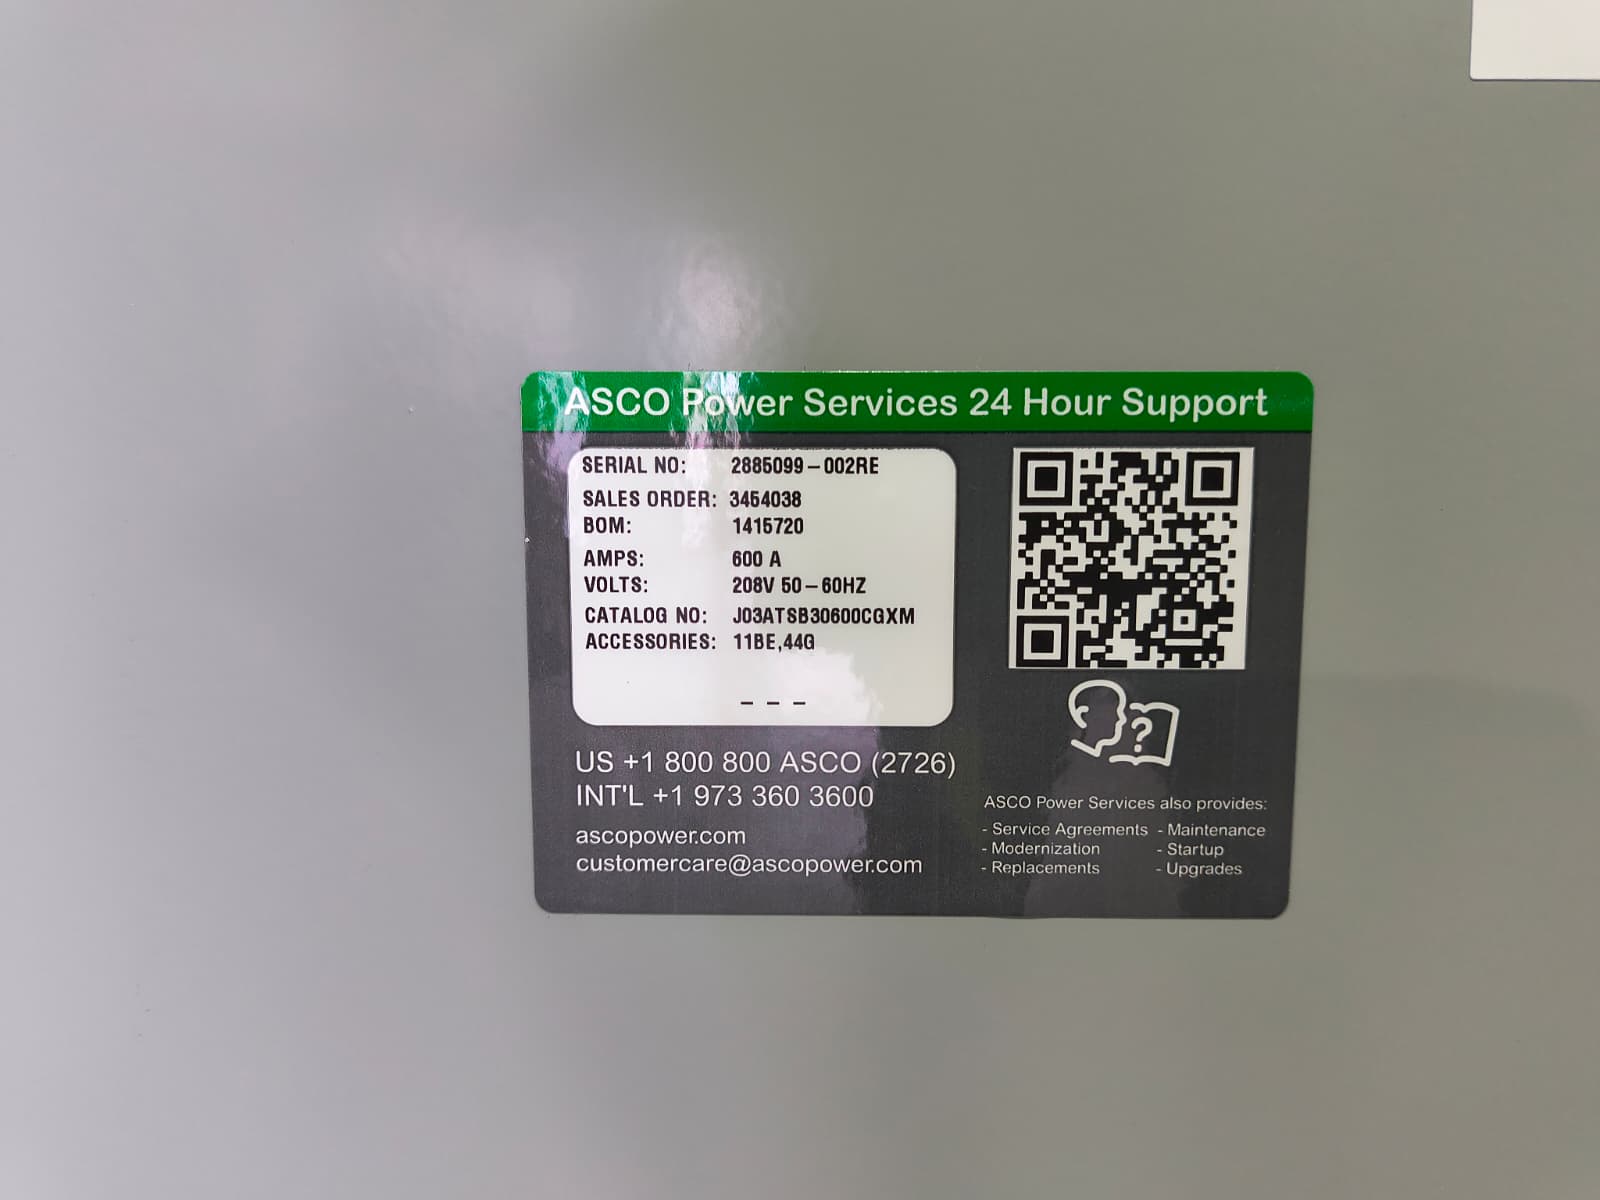 ASCO Power Services 24 Hour Support
SERIAL NO: 2885099-002RE
SALES ORDER: 3454038
BOM: 1415720
AMPS: 600 A
VOLTS: 208V 50-60HZ
CATALOG NO: J03ATSB30600CGXM
ACCESSORIES: 11BE,44G
- - -
US +1 800 800 ASCO (2726)
INT'L +1 973 360 3600
ascopower.com
customercare@ascopower.com
?
ASCO Power Services also provides:
- Service Agreements - Maintenance
- Modernization - Startup
- Replacements - Upgrades